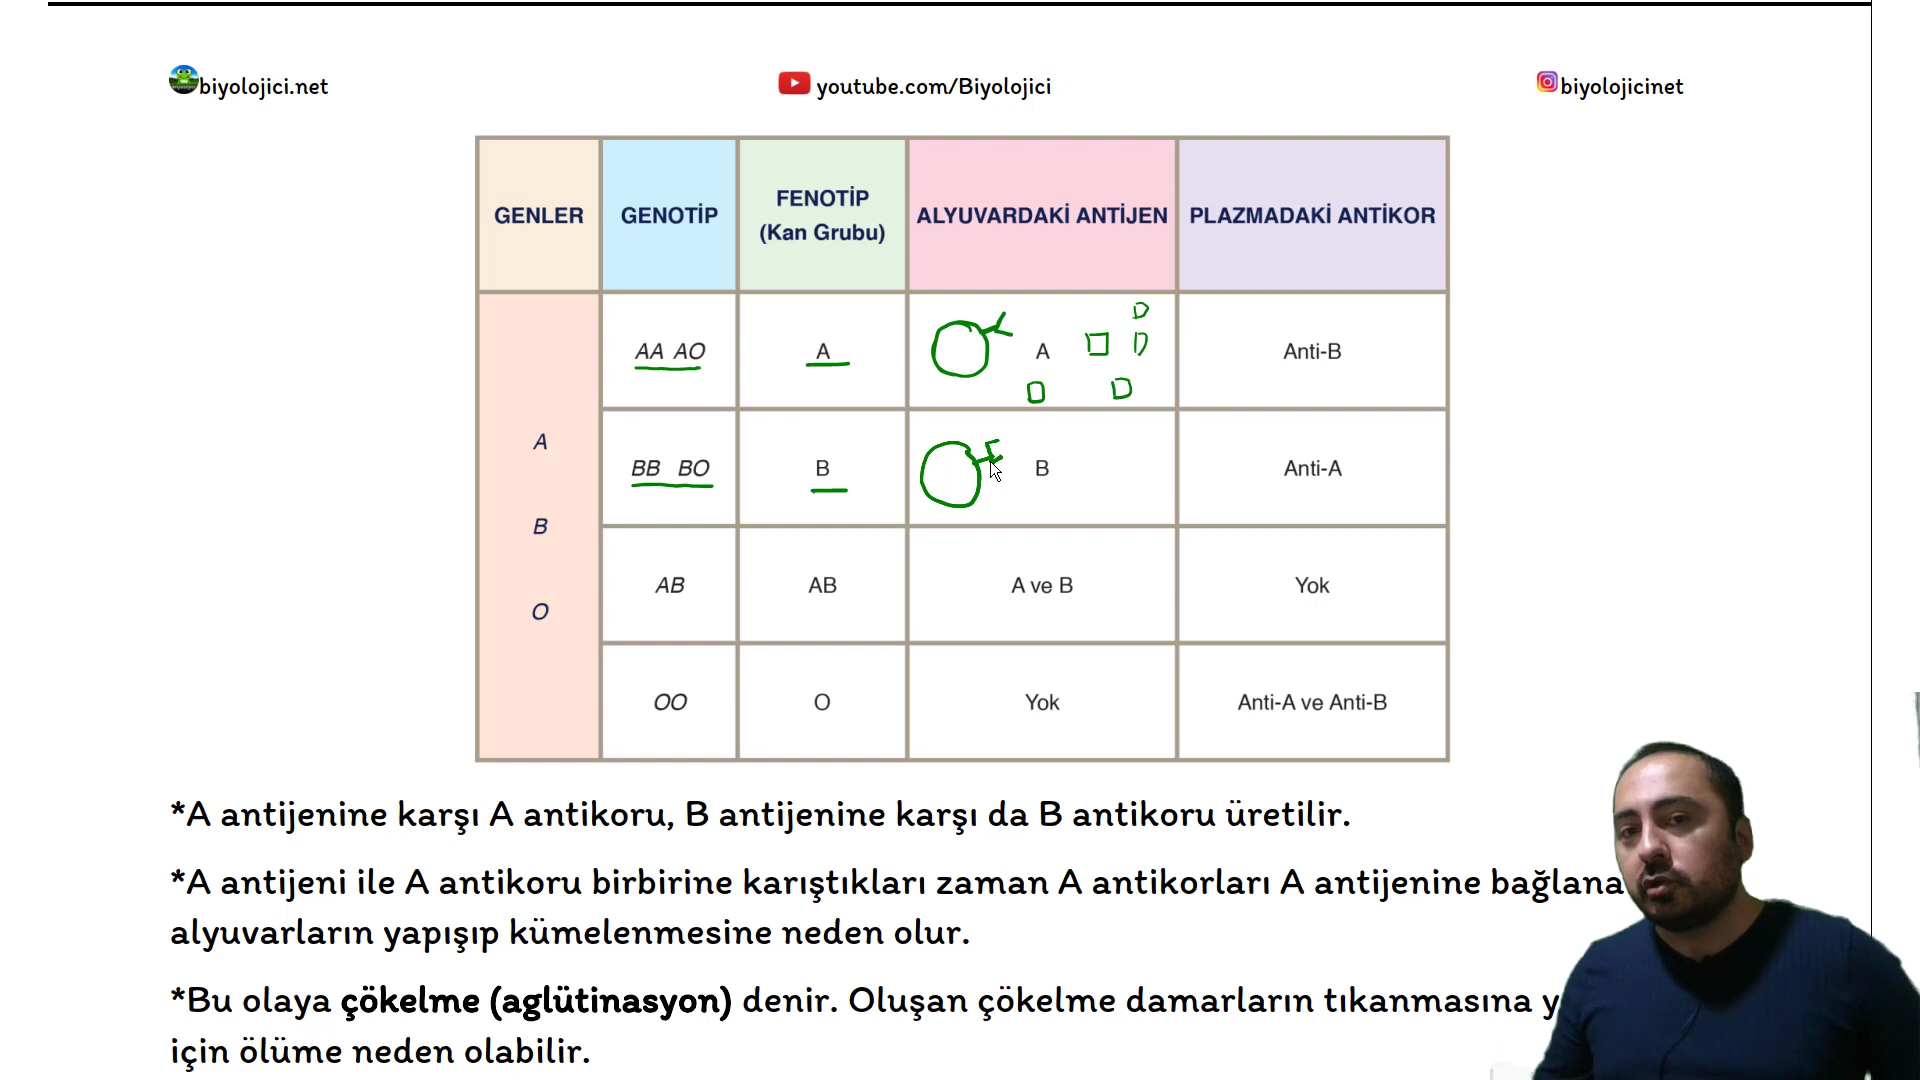 biyolojici.net
youtube.com/Biyolojici
biyolojicinet
GENLER
GENOTİP
FENOTİP
(Kan Grubu)
ALYUVARDAKİ ANTİJEN
PLAZMADAKİ ANTİKOR
A
B
O
AA AO
A
A
Anti-B
BB BO
B
B
Anti-A
AB
AB
A ve B
Yok
OO
O
Yok
Anti-A ve Anti-B
*A antijenine karşı A antikoru, B antijenine karşı da B antikoru üretilir.
*A antijeni ile A antikoru birbirine karıştıkları zaman A antikorları A antijenine
alyuvarların yapışıp kümelenmesine neden olur.
*Bu olaya çökelme (aglütinasyon) denir. Oluşan çökelme damarların tıkanmasına
için ölüme neden olabilir.